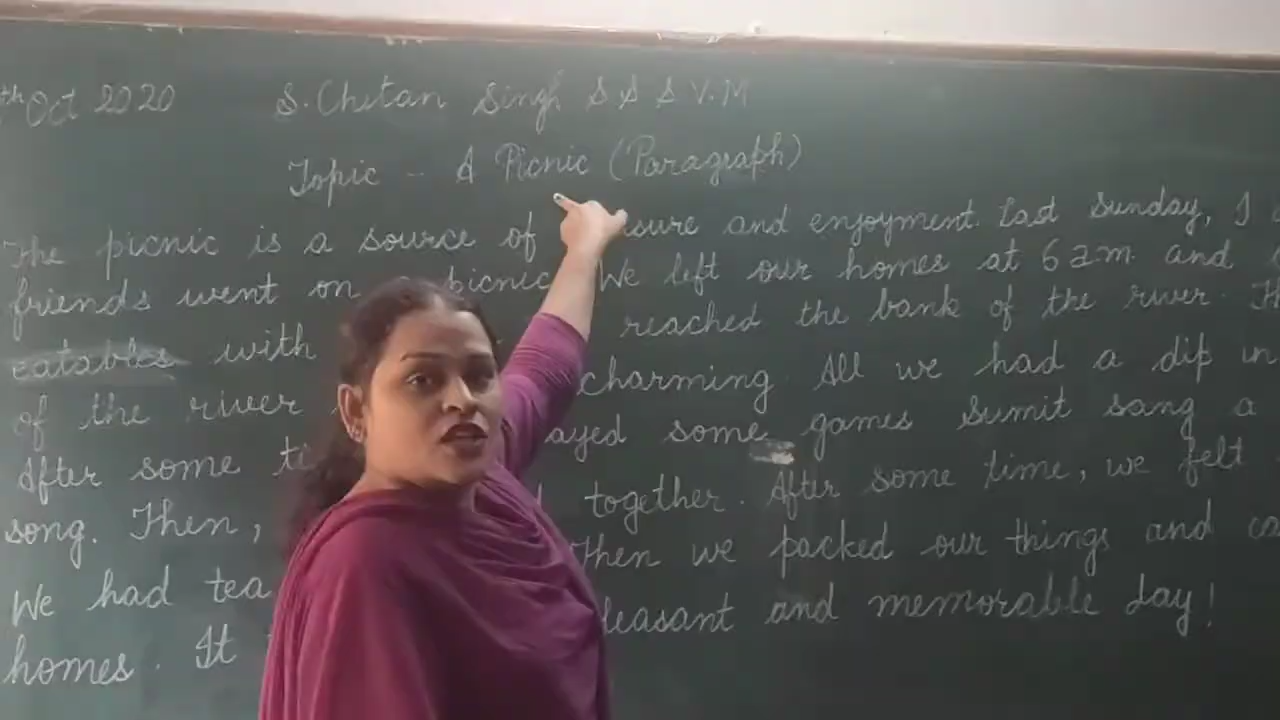 th Oct 2020 S. Chetan Singh S S S V.M
Topic - A Picnic (Paragraph)
The picnic is a source of and enjoyment. Last Sunday, I
friends went on picnic. We left our homes at 6 a.m. and
eatables with reached the bank of the river.
of the river charming. All we had a dip in
After some ayed some games Sumit sang a
song. Then, together. After some time, we felt
We had tea Then we packed our things and
homes. It leasant and memorable day!